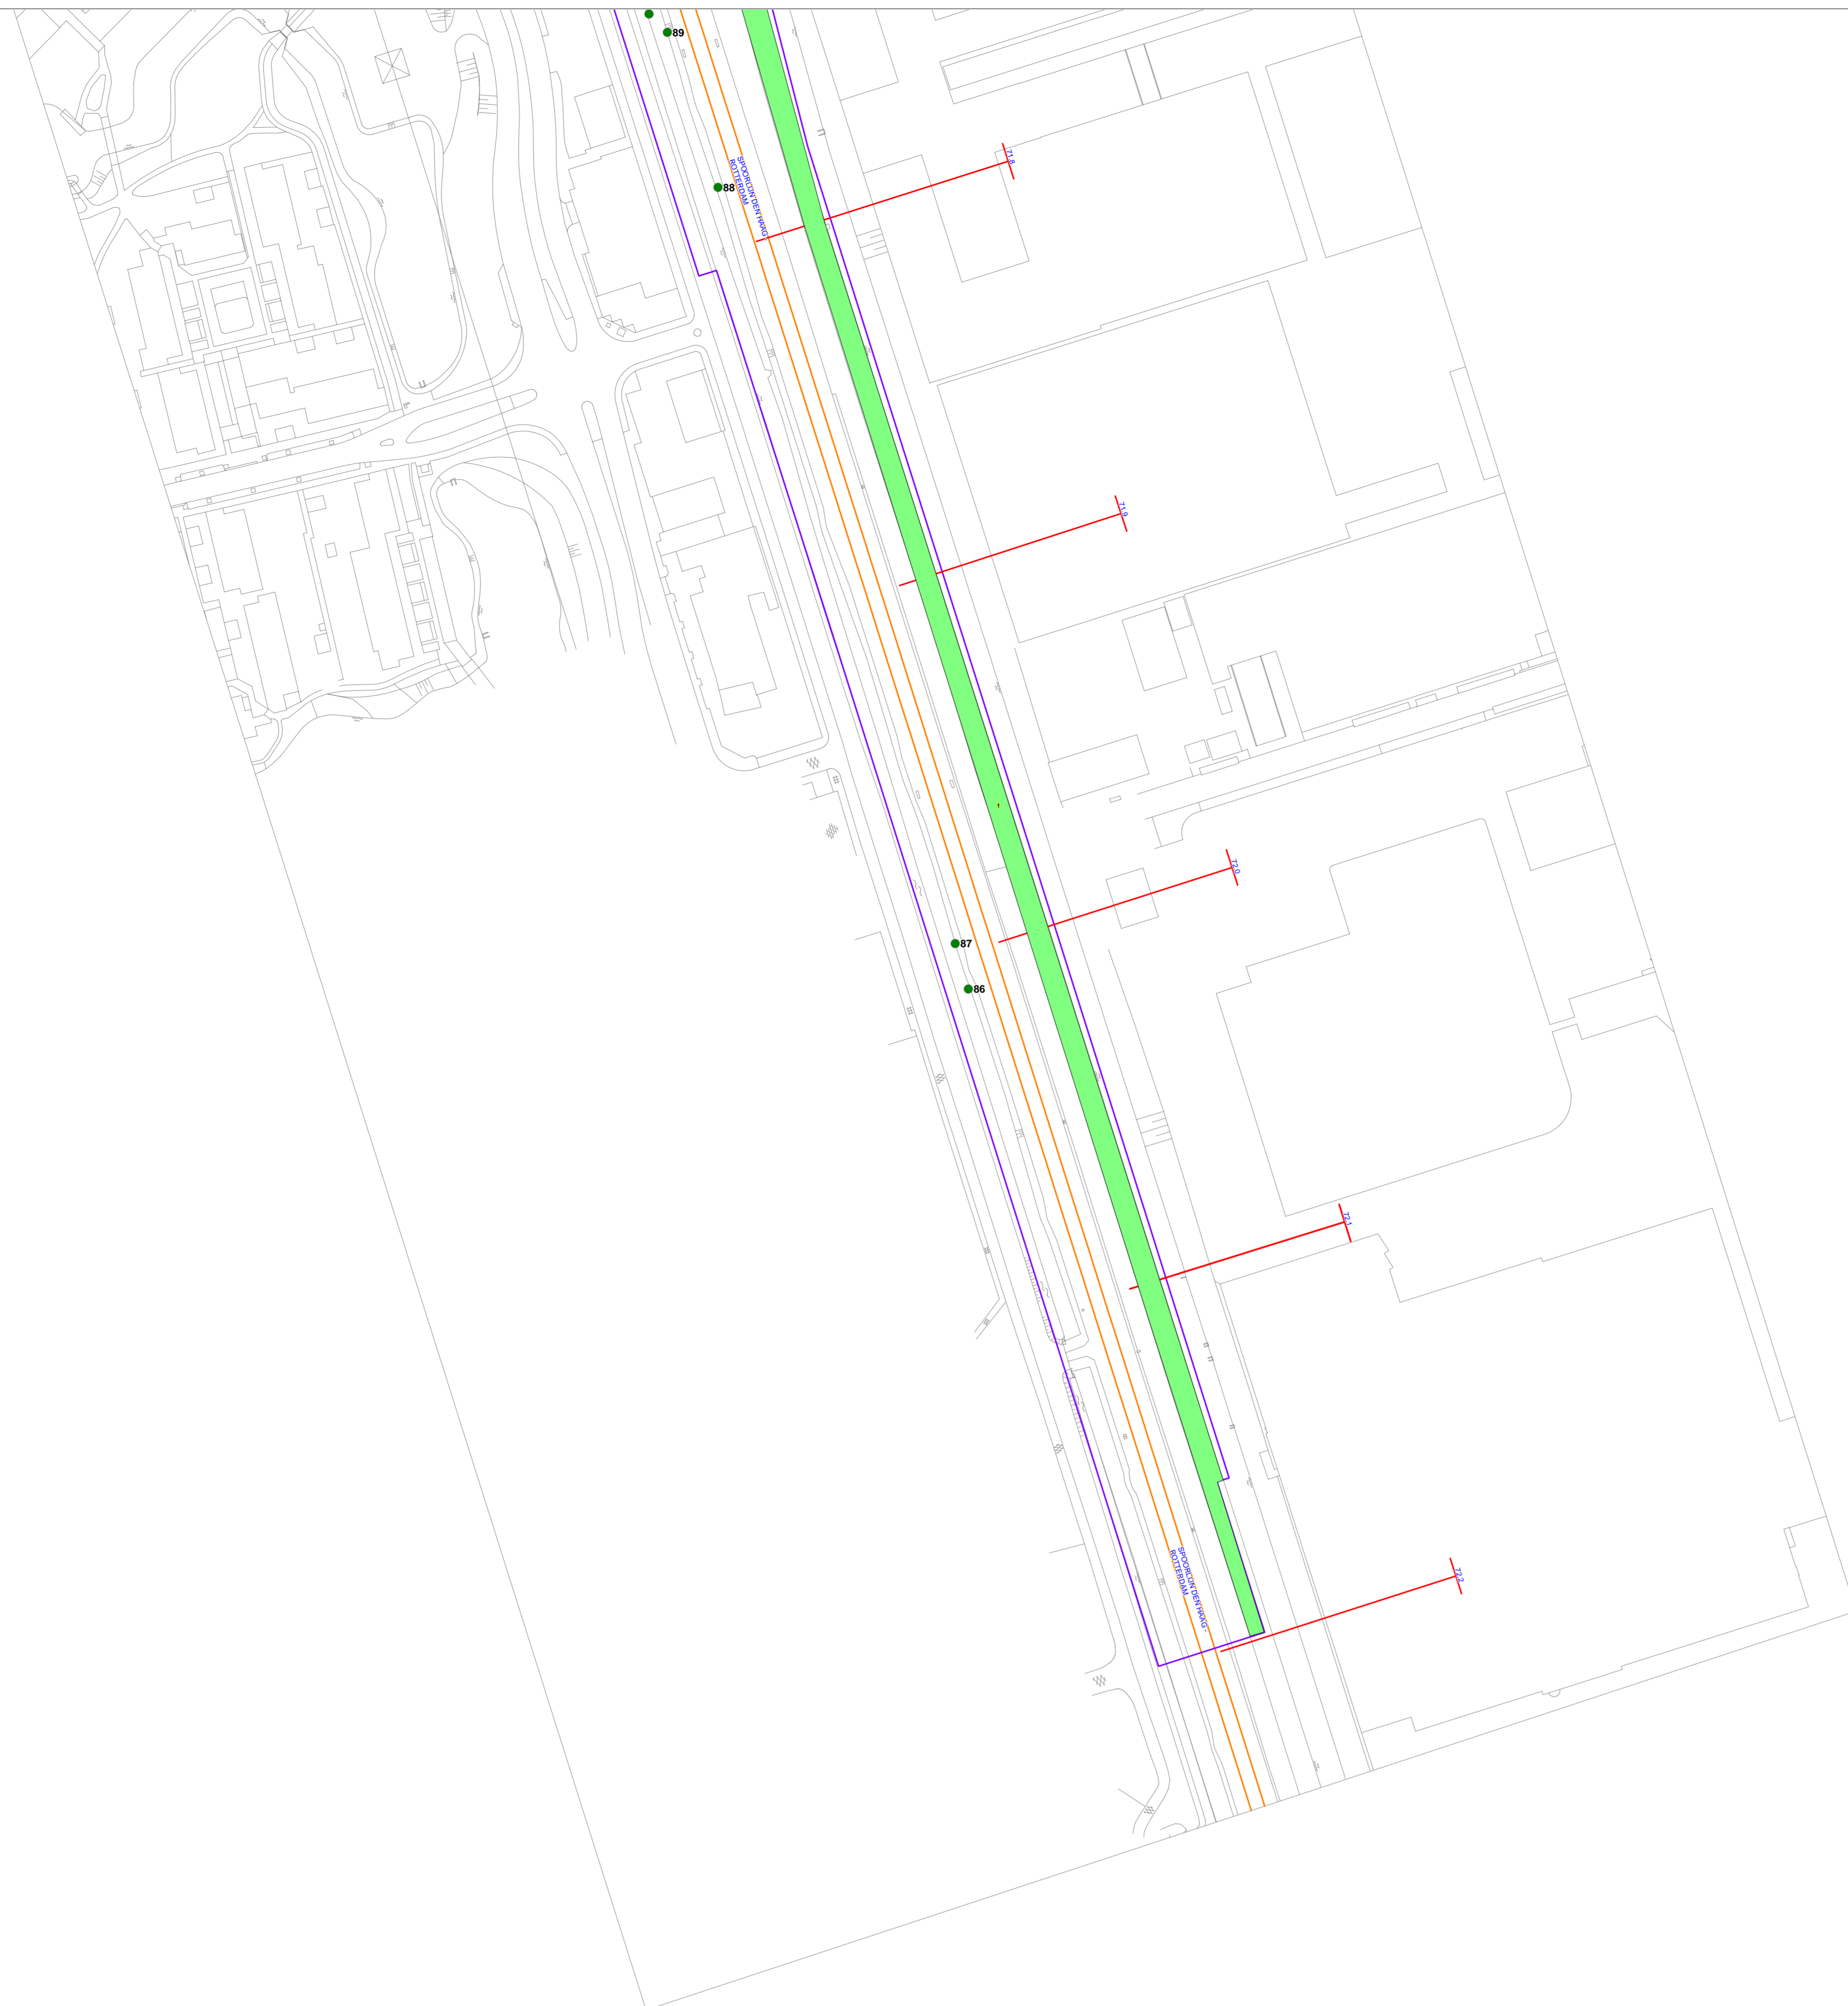 89
88
SPOORLIJN DEN HAAG -
ROTTERDAM
71.8
71.9
1
72.0
87
86
72.1
SPOORLIJN DEN HAAG -
ROTTERDAM
72.2